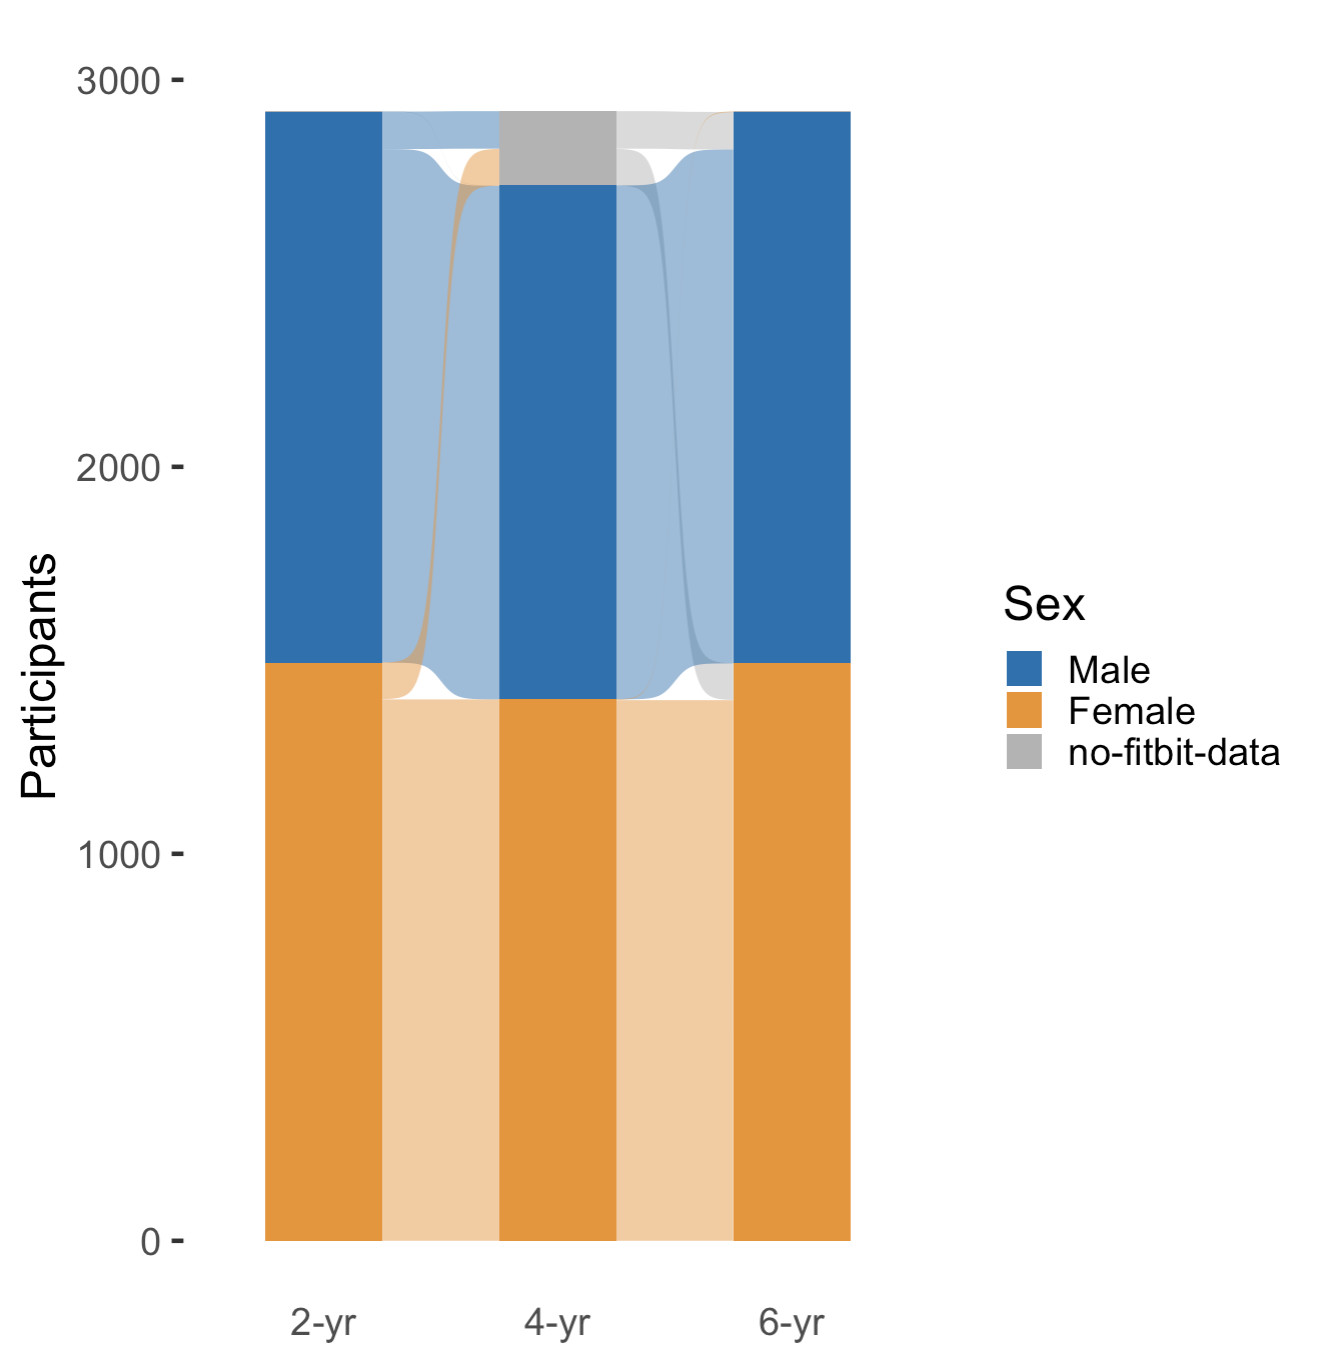 3000
2000
1000
0
Participants
2-yr
4-yr
6-yr
Sex
Male
Female
no-fitbit-data